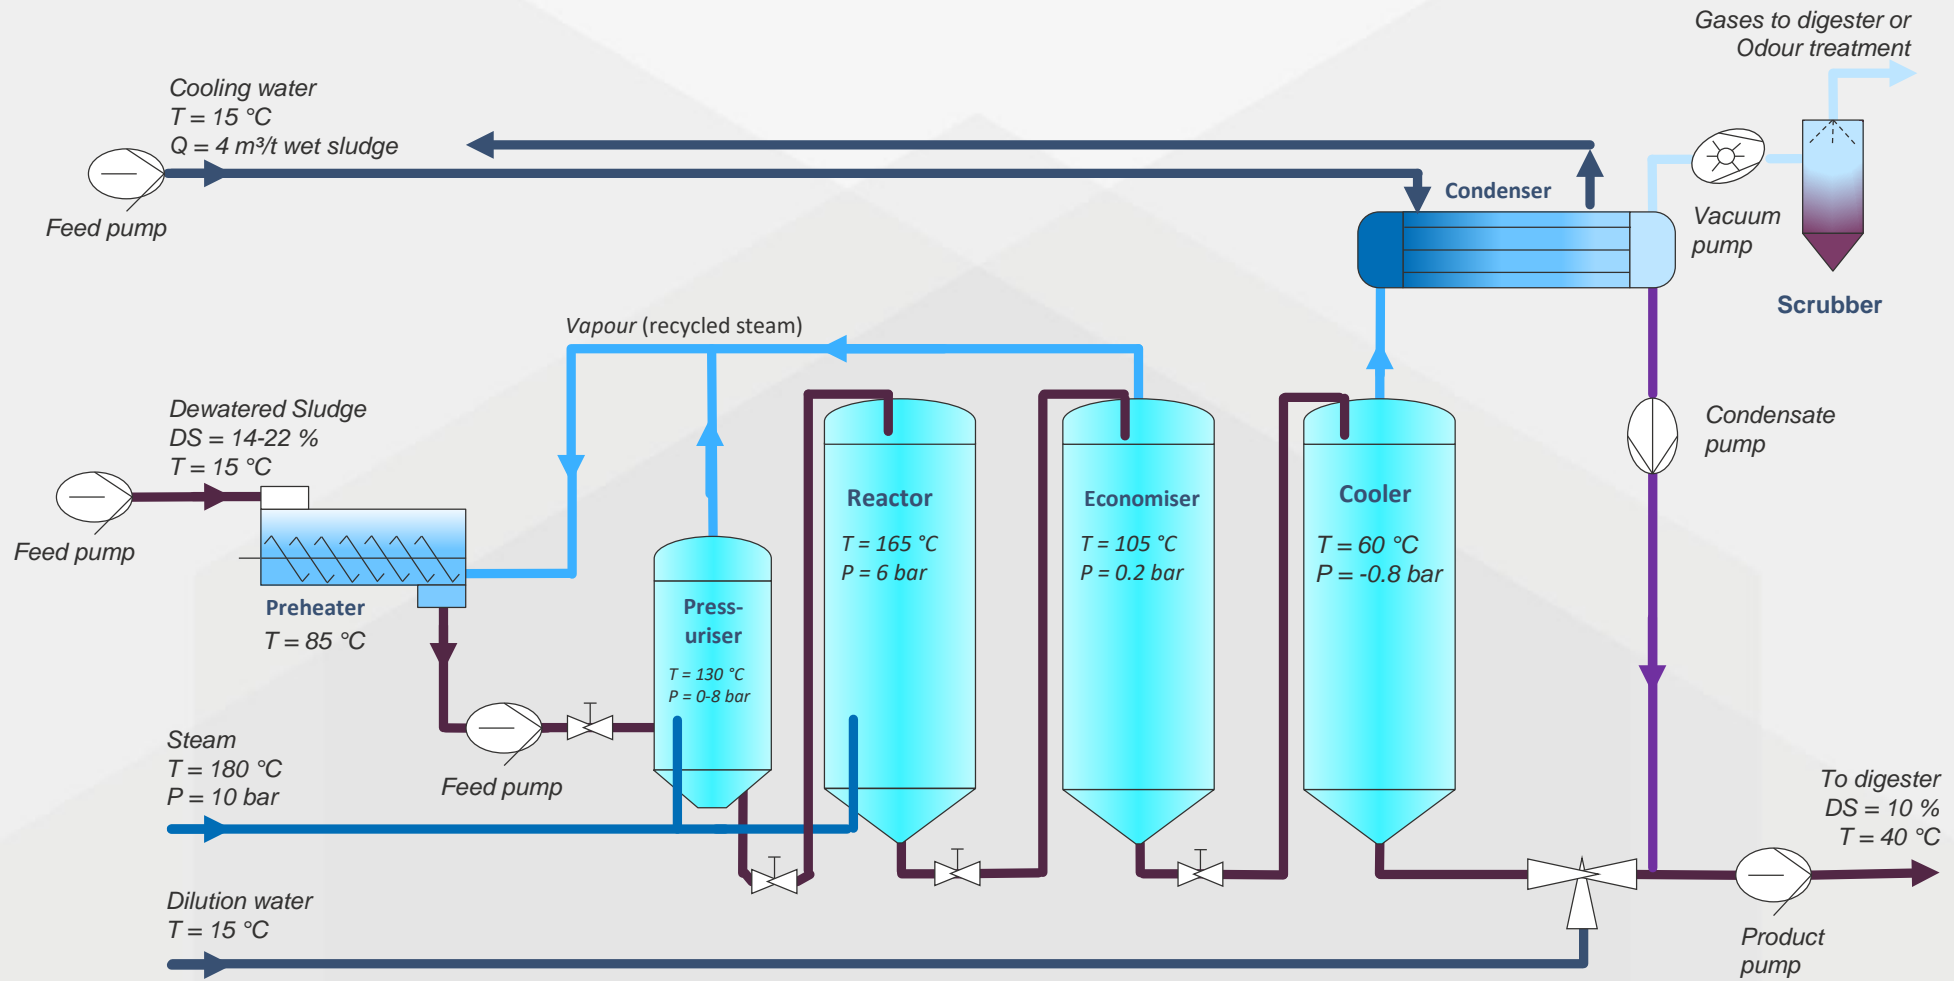 Gases to digester or
Odour treatment
Cooling water
T = 15 °C
Q = 4 m³/t wet sludge
Feed pump
Condenser
Vacuum
pump
Scrubber
Vapour (recycled steam)
Dewatered Sludge
DS = 14-22 %
T = 15 °C
Feed pump
Preheater
T = 85 °C
Press-
uriser
T = 130 °C
P = 0-8 bar
Reactor
T = 165 °C
P = 6 bar
Economiser
T = 105 °C
P = 0.2 bar
Cooler
T = 60 °C
P = -0.8 bar
Condensate
pump
Feed pump
Steam
T = 180 °C
P = 10 bar
To digester
DS = 10 %
T = 40 °C
Dilution water
T = 15 °C
Product
pump